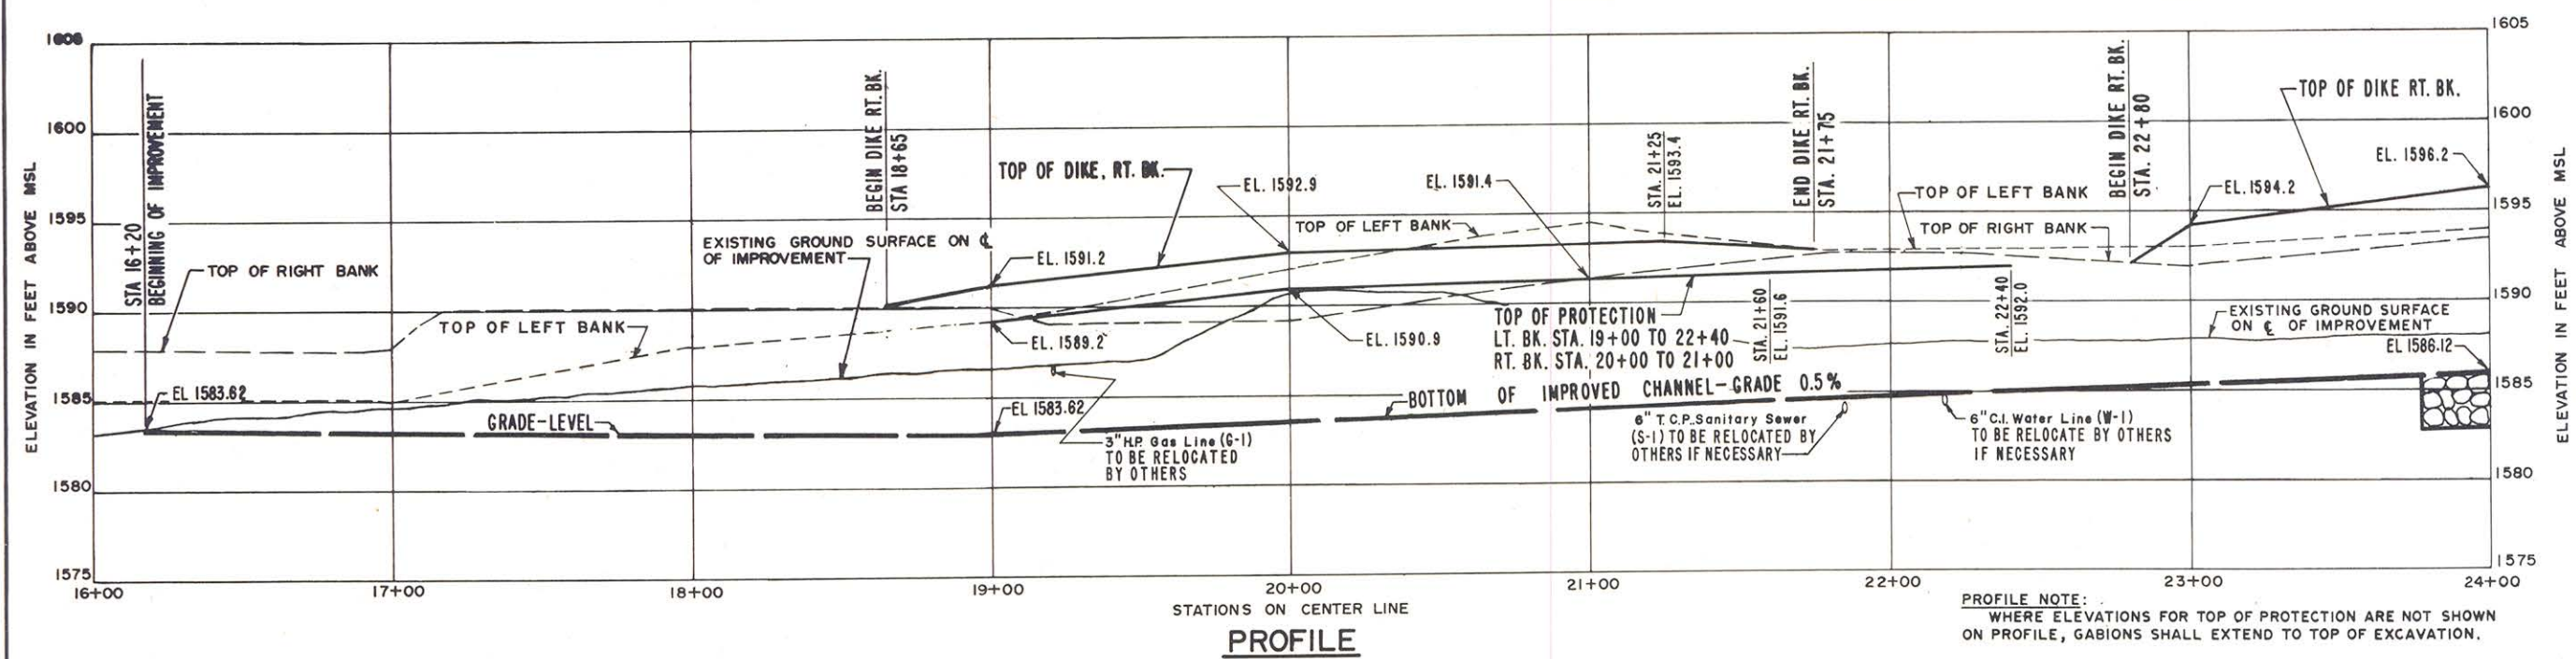 1605
1600
1595
1590
1585
1580
1575
ELEVATION IN FEET ABOVE MSL
STA 16+20
BEGINNING OF IMPROVEMENT
TOP OF RIGHT BANK
EL 1583.62
TOP OF LEFT BANK
GRADE-LEVEL
EXISTING GROUND SURFACE ON ℄
OF IMPROVEMENT
BEGIN DIKE RT. BK.
STA 18+65
TOP OF DIKE, RT. BK.
EL. 1591.2
EL. 1589.2
EL 1583.62
3" H.P. Gas Line (G-1)
TO BE RELOCATED
BY OTHERS
EL. 1592.9
TOP OF LEFT BANK
EL. 1591.4
EL. 1590.9
TOP OF PROTECTION
LT. BK. STA. 19+00 TO 22+40
RT. BK. STA. 20+00 TO 21+00
BOTTOM OF IMPROVED CHANNEL-GRADE 0.5%
STA. 21+25
EL. 1593.4
STA. 21+60
EL. 1591.6
6" T.C.P. Sanitary Sewer
(S-1) TO BE RELOCATED BY
OTHERS IF NECESSARY
END DIKE RT. BK.
STA. 21+75
TOP OF LEFT BANK
TOP OF RIGHT BANK
STA. 22+40
EL. 1592.0
6" C.I. Water Line (W-1)
TO BE RELOCATE BY OTHERS
IF NECESSARY
BEGIN DIKE RT. BK.
STA. 22+80
TOP OF DIKE RT. BK.
EL. 1594.2
EL. 1596.2
EXISTING GROUND SURFACE
ON ℄ OF IMPROVEMENT
EL 1586.12
1605
1600
1595
1590
1585
1580
1575
ELEVATION IN FEET ABOVE MSL
16+00 17+00 18+00 19+00 20+00 21+00 22+00 23+00 24+00
STATIONS ON CENTER LINE
PROFILE
PROFILE NOTE:
WHERE ELEVATIONS FOR TOP OF PROTECTION ARE NOT SHOWN
ON PROFILE, GABIONS SHALL EXTEND TO TOP OF EXCAVATION.